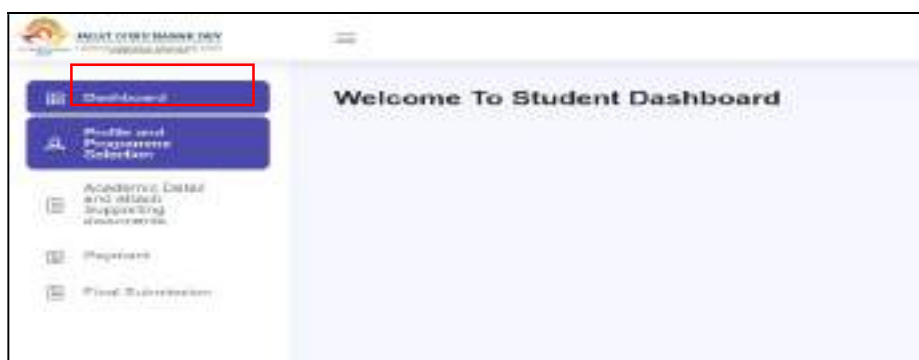 Welcome To Student Dashboard
Dashboard
Profile and
Programme
Selection
Academic Detail
and attach
Supporting
documents
Payment
Final Submission